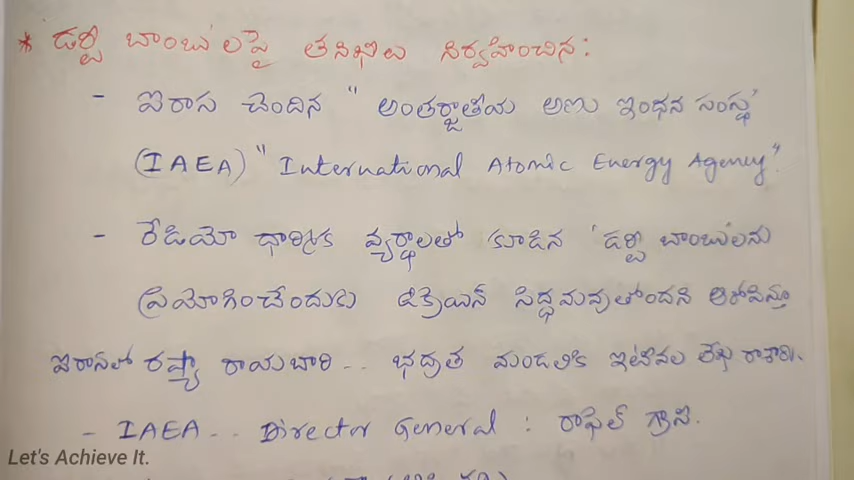 * డర్టీ బాంబులపై తనిఖీలు నిర్వహించిన:
- ఐరాస చెందిన " అంతర్జాతీయ అణు ఇంధన సంస్థ'
(IAEA) " International Atomic Energy Agency".
- రేడియో ధార్మిక వ్యర్థాలతో కూడిన 'డర్టీ బాంబు'లను
ప్రయోగించేందుకు ఉక్రెయిన్ సిద్ధమవుతోందని ఆరోపిస్తూ
ఐరాసలో రష్యా రాయబారి .. భద్రత మండలికి ఇటీవల లేఖ రాశారు.
- IAEA .. Director General : రాఫెల్ గ్రాసి.
Let's Achieve It.